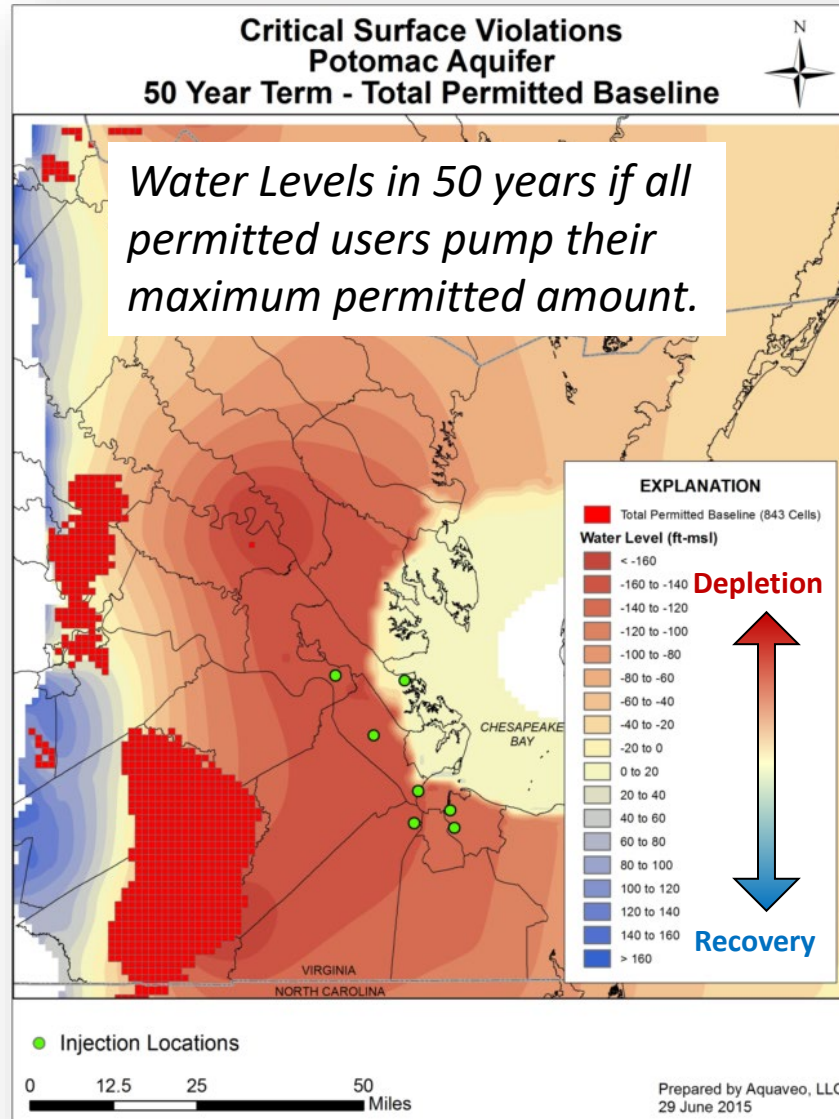 Critical Surface Violations
Potomac Aquifer
50 Year Term - Total Permitted Baseline
N
Water Levels in 50 years if all
permitted users pump their
maximum permitted amount.
EXPLANATION
Total Permitted Baseline (843 Cells)
Water Level (ft-msl)
< -160
-160 to -140
-140 to -120
-120 to -100
-100 to -80
-80 to -60
-60 to -40
-40 to -20
-20 to 0
0 to 20
20 to 40
40 to 60
60 to 80
80 to 100
100 to 120
120 to 140
140 to 160
> 160
Depletion
Recovery
CHESAPEAKE
BAY
VIRGINIA
NORTH CAROLINA
Injection Locations
0 12.5 25 50
Miles
Prepared by Aquaveo, LLC
29 June 2015